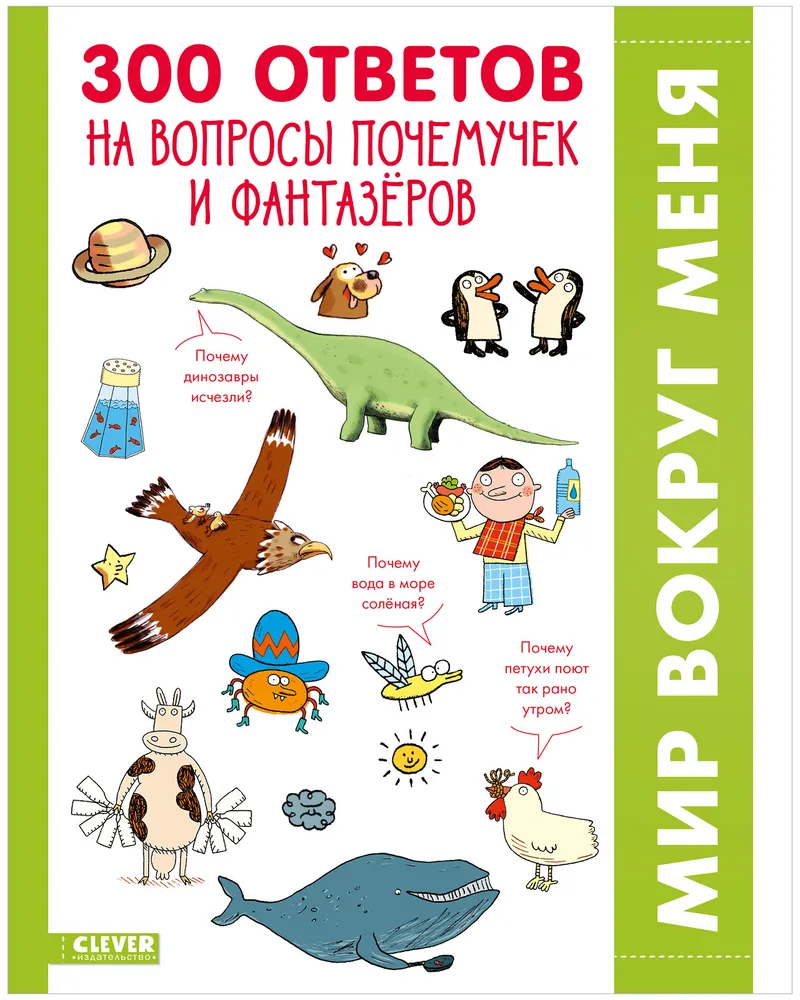 300 ОТВЕТОВ
НА ВОПРОСЫ ПОЧЕМУЧЕК
И ФАНТАЗЁРОВ
Почему
динозавры
исчезли?
Почему
вода в море
солёная?
Почему
петухи поют
так рано
утром?
МИР ВОКРУГ МЕНЯ
CLEVER
•издательство•